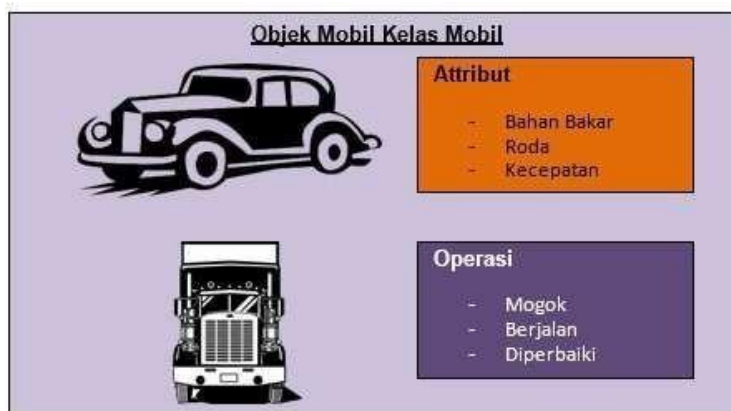 Objek Mobil Kelas Mobil
Attribut
- Bahan Bakar
- Roda
- Kecepatan
Operasi
- Mogok
- Berjalan
- Diperbaiki